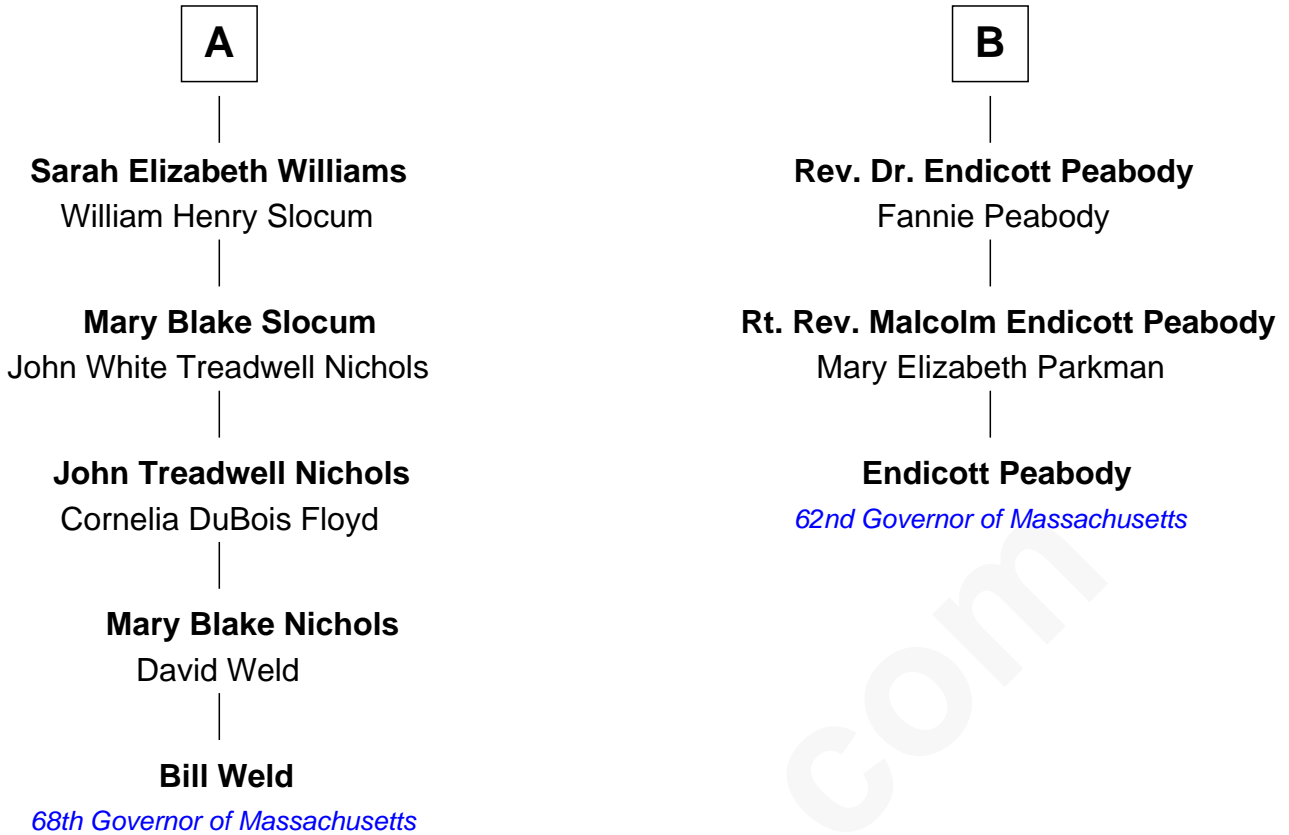 A
Sarah Elizabeth Williams
William Henry Slocum
Mary Blake Slocum
John White Treadwell Nichols
John Treadwell Nichols
Cornelia DuBois Floyd
Mary Blake Nichols
David Weld
Bill Weld
68th Governor of Massachusetts
B
Rev. Dr. Endicott Peabody
Fannie Peabody
Rt. Rev. Malcolm Endicott Peabody
Mary Elizabeth Parkman
Endicott Peabody
62nd Governor of Massachusetts
com